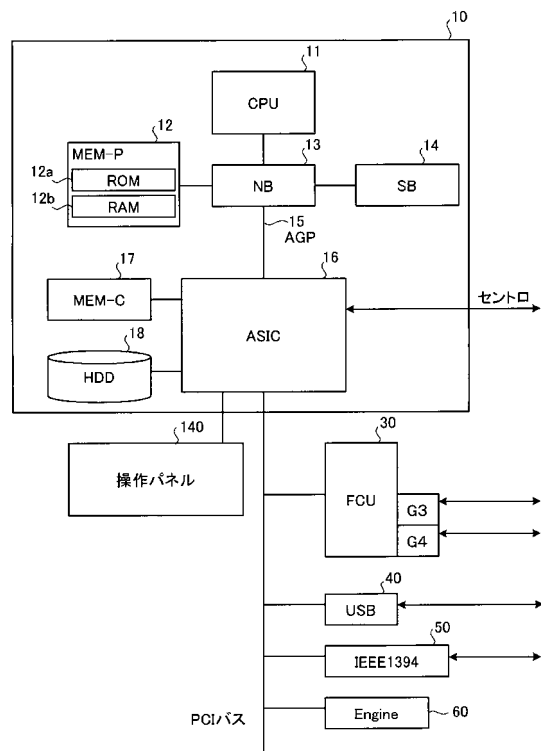 10
11
CPU
12
MEM-P
12a
ROM
12b
RAM
13
NB
14
SB
15
AGP
17
MEM-C
16
ASIC
セントロ
18
HDD
140
操作パネル
30
FCU
G3
G4
40
USB
50
IEEE1394
PCIバス
Engine
60